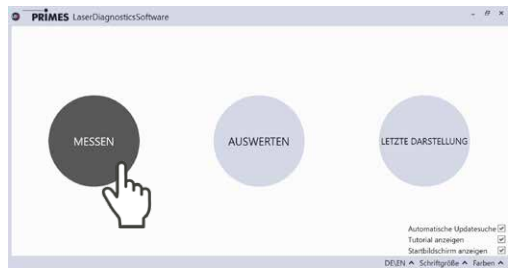 PRIMES LaserDiagnosticsSoftware
MESSEN
AUSWERTEN
LETZTE DARSTELLUNG
Automatische Updatesuche
Tutorial anzeigen
Startbildschirm anzeigen
DE\EN Schriftgröße Farben